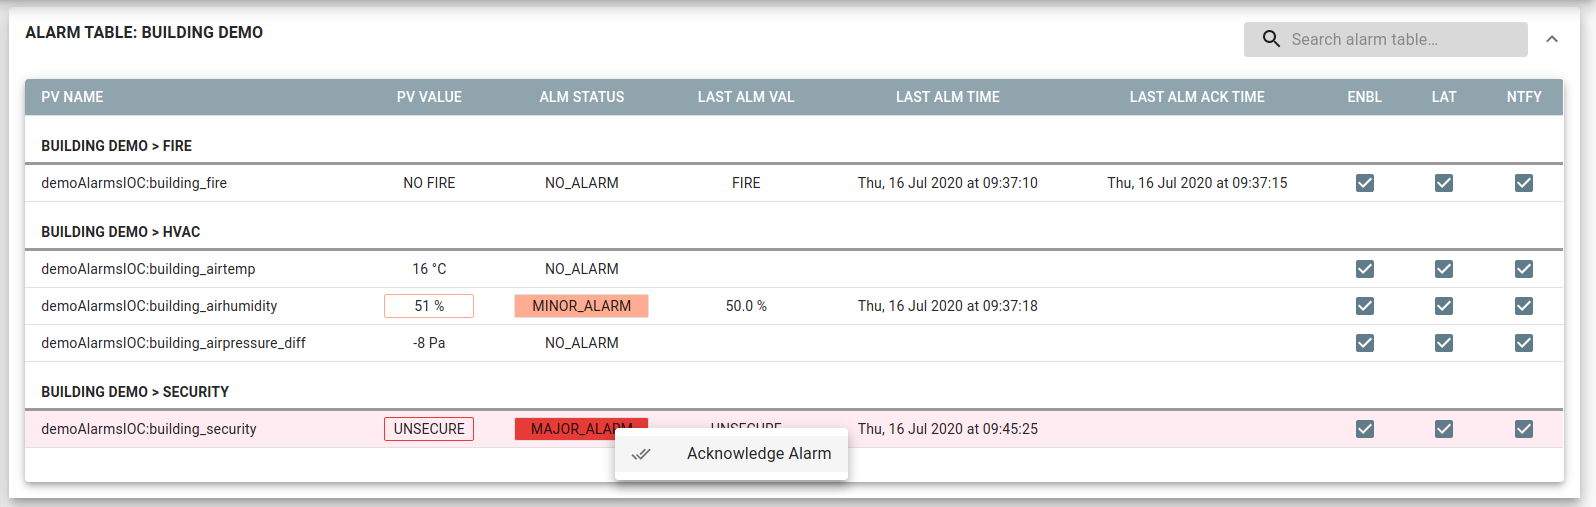 ALARM TABLE: BUILDING DEMO
Search alarm table...
PV NAME PV VALUE ALM STATUS LAST ALM VAL LAST ALM TIME LAST ALM ACK TIME ENBL LAT NTFY
BUILDING DEMO > FIRE
demoAlarmsIOC:building_fire NO FIRE NO_ALARM FIRE Thu, 16 Jul 2020 at 09:37:10 Thu, 16 Jul 2020 at 09:37:15
BUILDING DEMO > HVAC
demoAlarmsIOC:building_airtemp 16 °C NO_ALARM
demoAlarmsIOC:building_airhumidity 51 % MINOR_ALARM 50.0 % Thu, 16 Jul 2020 at 09:37:18
demoAlarmsIOC:building_airpressure_diff -8 Pa NO_ALARM
BUILDING DEMO > SECURITY
demoAlarmsIOC:building_security UNSECURE MAJOR_ALARM UNSECURE Thu, 16 Jul 2020 at 09:45:25
Acknowledge Alarm